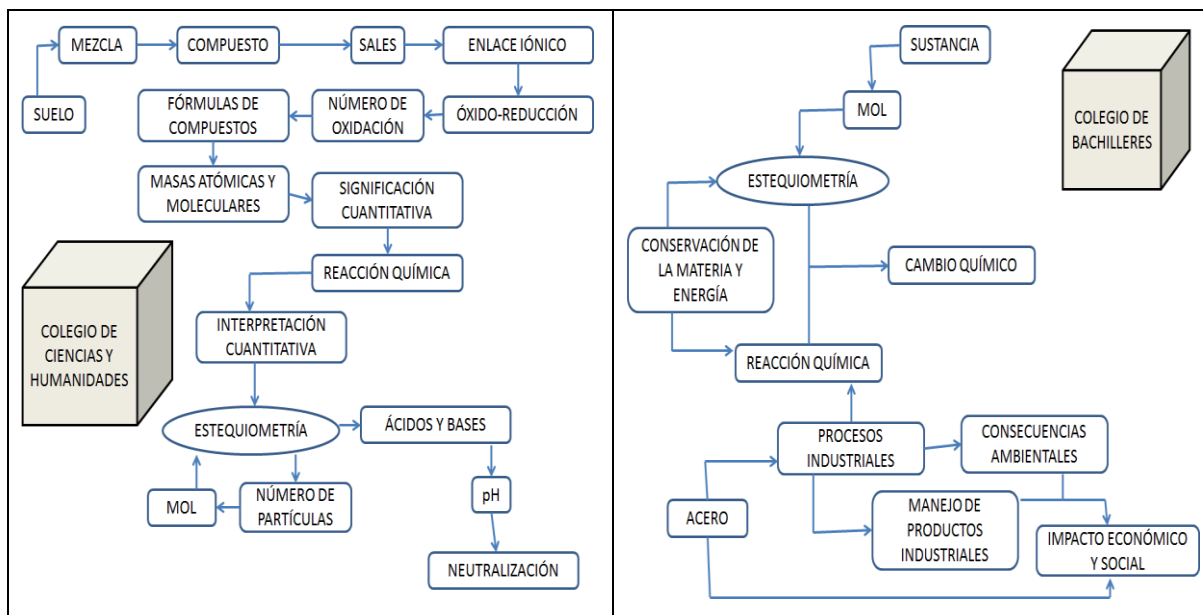 MEZCLA
COMPUESTO
SALES
ENLACE IÓNICO
SUELO
FÓRMULAS DE
COMPUESTOS
NÚMERO DE
OXIDACIÓN
ÓXIDO-REDUCCIÓN
MASAS ATÓMICAS Y
MOLECULARES
SIGNIFICACIÓN
CUANTITATIVA
REACCIÓN QUÍMICA
INTERPRETACIÓN
CUANTITATIVA
COLEGIO DE
CIENCIAS Y
HUMANIDADES
ESTEQUIOMETRÍA
ÁCIDOS Y BASES
MOL
NÚMERO DE
PARTÍCULAS
pH
NEUTRALIZACIÓN
SUSTANCIA
MOL
COLEGIO DE
BACHILLERES
ESTEQUIOMETRÍA
CONSERVACIÓN DE
LA MATERIA Y
ENERGÍA
CAMBIO QUÍMICO
REACCIÓN QUÍMICA
PROCESOS
INDUSTRIALES
CONSECUENCIAS
AMBIENTALES
ACERO
MANEJO DE
PRODUCTOS
INDUSTRIALES
IMPACTO ECONÓMICO
Y SOCIAL